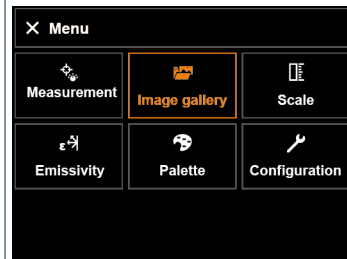 Menu
Measurement
Image gallery
Scale
ε
Emissivity
Palette
Configuration